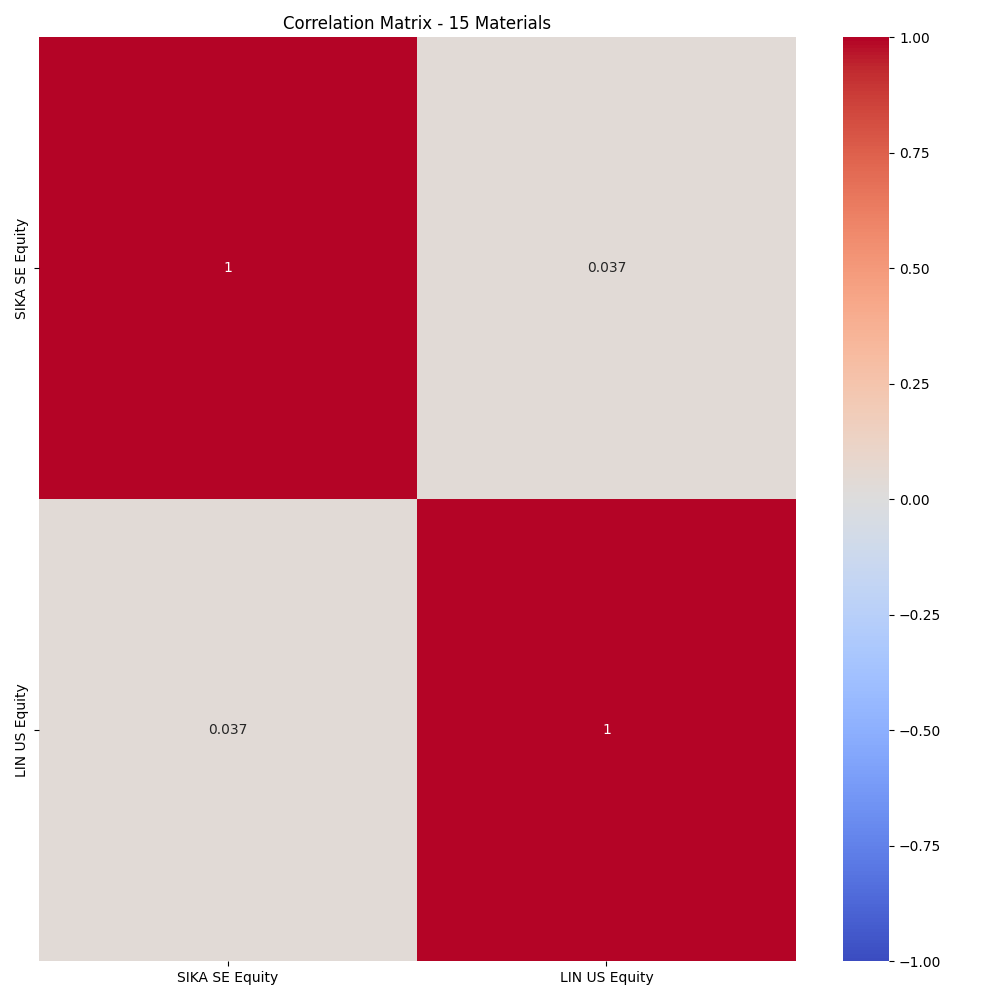 Correlation Matrix - 15 Materials
SIKA SE Equity
LIN US Equity
1
0.037
0.037
1
SIKA SE Equity
LIN US Equity
1.00
0.75
0.50
0.25
0.00
−0.25
−0.50
−0.75
−1.00